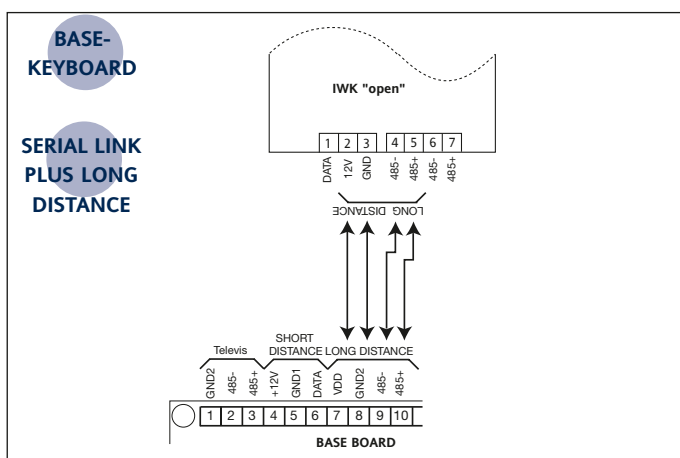 BASE-
KEYBOARD
SERIAL LINK
PLUS LONG
DISTANCE
IWK "open"
1 2 3 4 5 6 7
DATA 12V GND 485- 485+ 485- 485+
LONG DISTANCE
SHORT
Televis DISTANCE LONG DISTANCE
GND2 485- 485+ +12V GND1 DATA VDD GND2 485- 485+
1 2 3 4 5 6 7 8 9 10
BASE BOARD